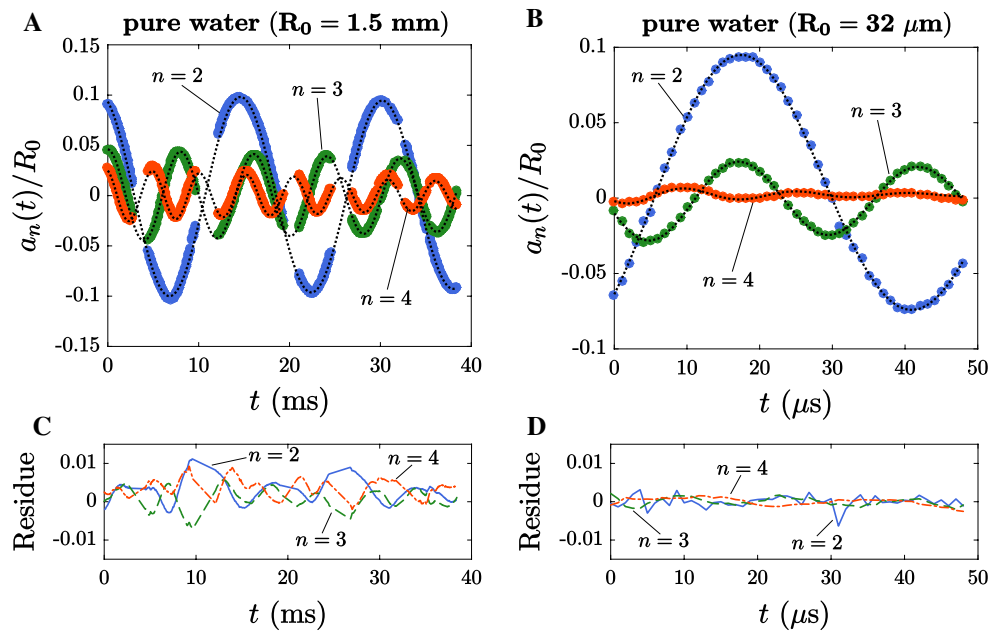 A
pure water (R₀ = 1.5 mm)
0.15
0.1
0.05
0
-0.05
-0.1
-0.15
aₙ(t)/R₀
n = 2
n = 3
n = 4
0
10
20
30
40
t (ms)
B
pure water (R₀ = 32 μm)
0.1
0.05
0
-0.05
-0.1
aₙ(t)/R₀
n = 2
n = 3
n = 4
0
10
20
30
40
50
t (μs)
C
0.01
0
-0.01
Residue
n = 2
n = 4
n = 3
0
10
20
30
40
t (ms)
D
0.01
0
-0.01
Residue
n = 4
n = 3
n = 2
0
10
20
30
40
50
t (μs)